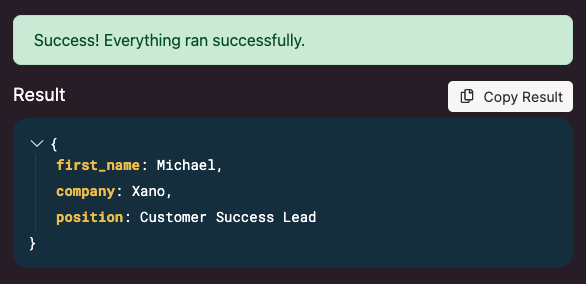 Success! Everything ran successfully.
Result
Copy Result
{
first_name: Michael,
company: Xano,
position: Customer Success Lead
}